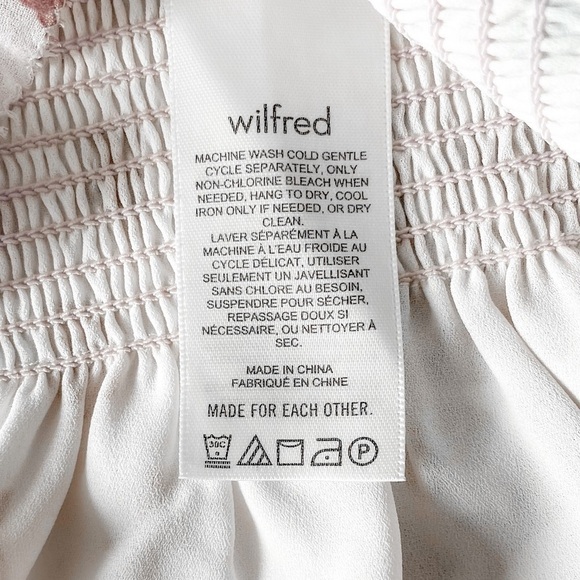 wilfred
MACHINE WASH COLD GENTLE
CYCLE SEPARATELY, ONLY
NON-CHLORINE BLEACH WHEN
NEEDED, HANG TO DRY, COOL
IRON ONLY IF NEEDED, OR DRY
CLEAN.
LAVER SÉPARÉMENT À LA
MACHINE À L'EAU FROIDE AU
CYCLE DÉLICAT, UTILISER
SEULEMENT UN JAVELLISANT
SANS CHLORE AU BESOIN,
SUSPENDRE POUR SÉCHER,
REPASSAGE DOUX SI
NÉCESSAIRE, OU NETTOYER À
SEC.
MADE IN CHINA
FABRIQUÉ EN CHINE
MADE FOR EACH OTHER.
30C P